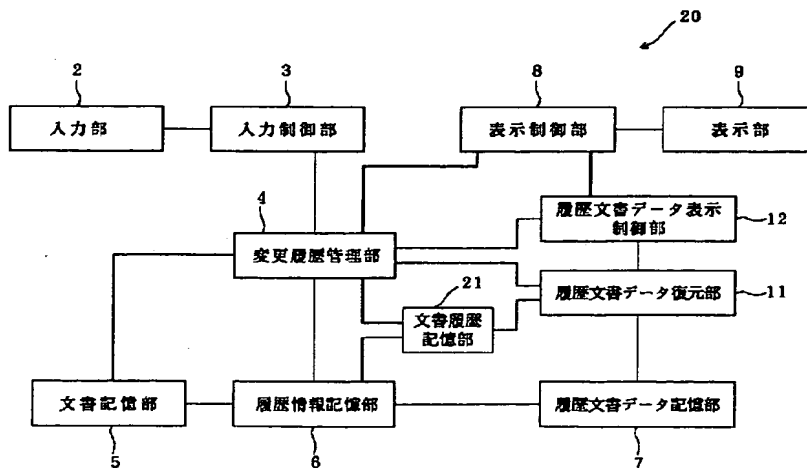 20
2
3
8
9
入力部
入力制御部
表示制御部
表示部
4
履歴文書データ表示
制御部
12
変更履歴管理部
21
履歴文書データ復元部
11
文書履歴
記憶部
文書記憶部
履歴情報記憶部
履歴文書データ記憶部
5
6
7